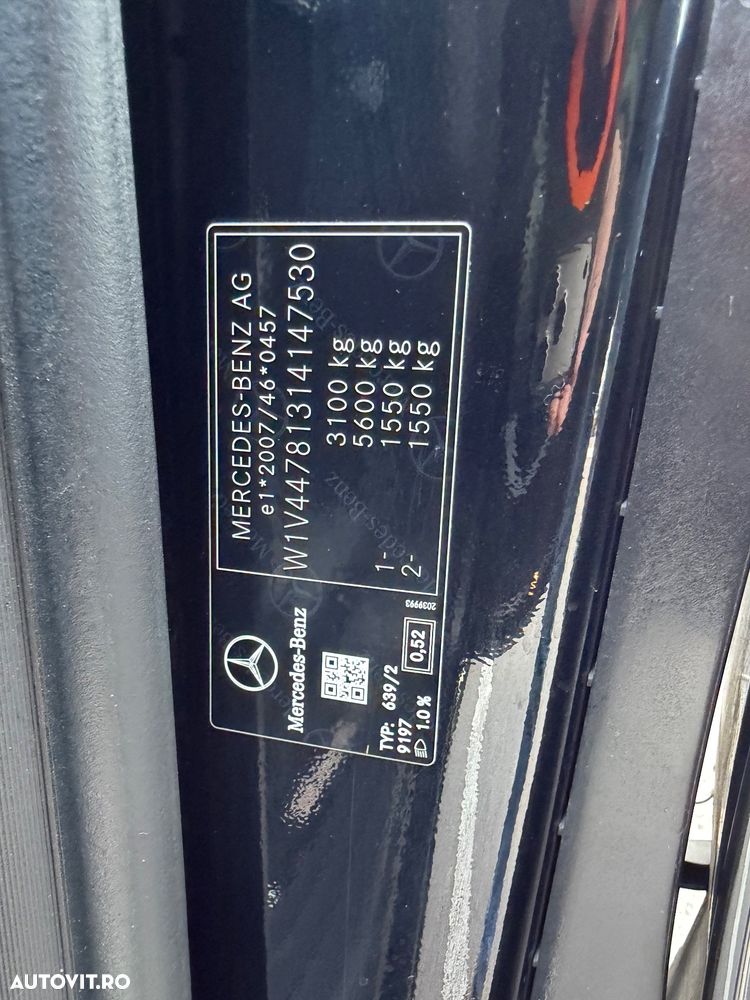 MERCEDES-BENZ AG
e1*2007/46*0457
W1V44781314147530
3100 kg
5600 kg
1- 1550 kg
2- 1550 kg
Mercedes-Benz
TYP: 639/2
9197
1.0 %
0,52
2039993
AUTOVIT.RO